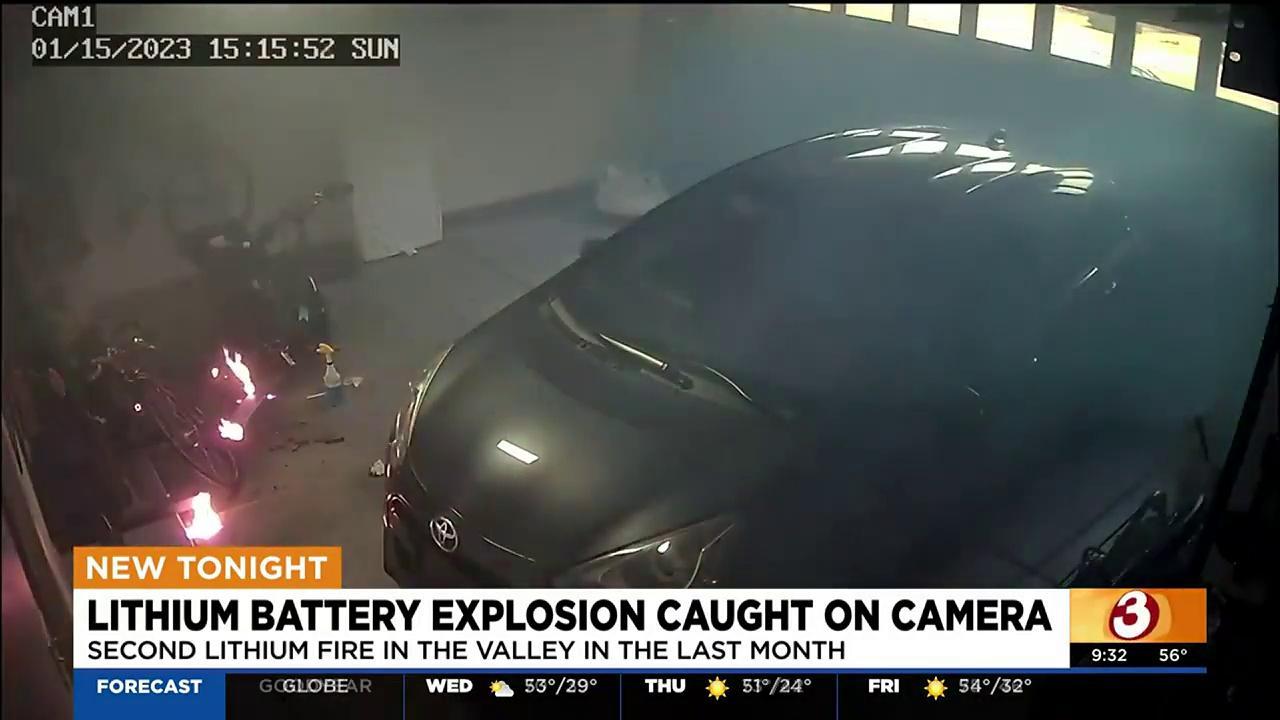 CAM1
01/15/2023 15:15:52 SUN
NEW TONIGHT
LITHIUM BATTERY EXPLOSION CAUGHT ON CAMERA
SECOND LITHIUM FIRE IN THE VALLEY IN THE LAST MONTH
3
9:32 56°
FORECAST GLOBE WED 53°/29° THU 51°/24° FRI 54°/32°